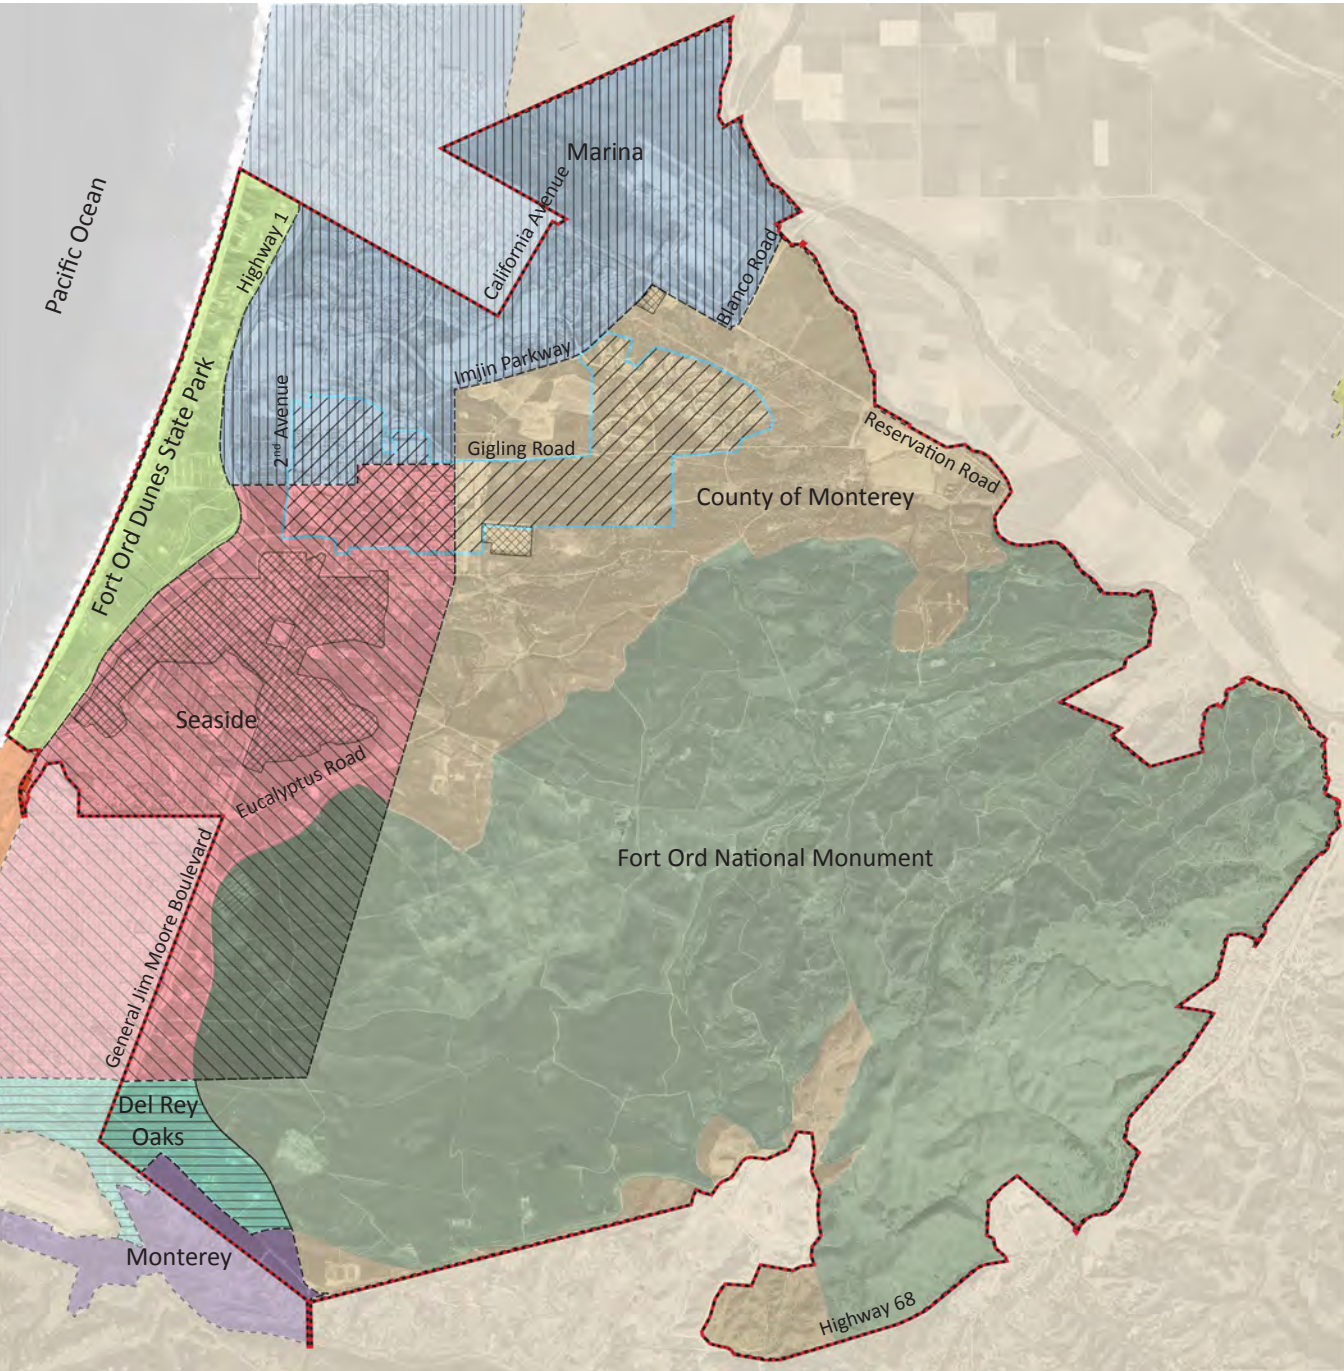 Marina
California Avenue
Pacific Ocean
Highway 1
Blanco Road
Imjin Parkway
2nd Avenue
Fort Ord Dunes State Park
Gigling Road
Reservation Road
County of Monterey
Seaside
Eucalyptus Road
General Jim Moore Boulevard
Fort Ord National Monument
Del Rey
Oaks
Monterey
Highway 68